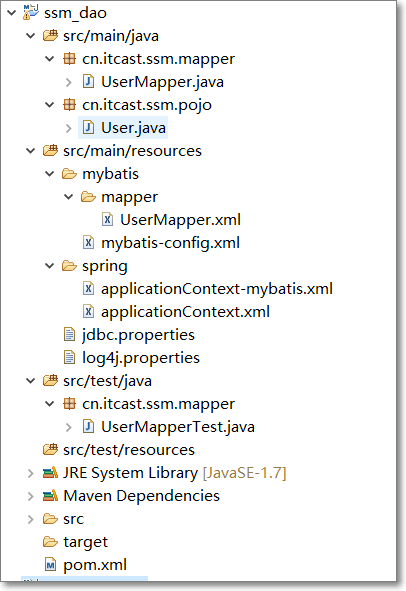 ssm_dao
src/main/java
cn.itcast.ssm.mapper
UserMapper.java
cn.itcast.ssm.pojo
User.java
src/main/resources
mybatis
mapper
UserMapper.xml
mybatis-config.xml
spring
applicationContext-mybatis.xml
applicationContext.xml
jdbc.properties
log4j.properties
src/test/java
cn.itcast.ssm.mapper
UserMapperTest.java
src/test/resources
JRE System Library [JavaSE-1.7]
Maven Dependencies
src
target
pom.xml